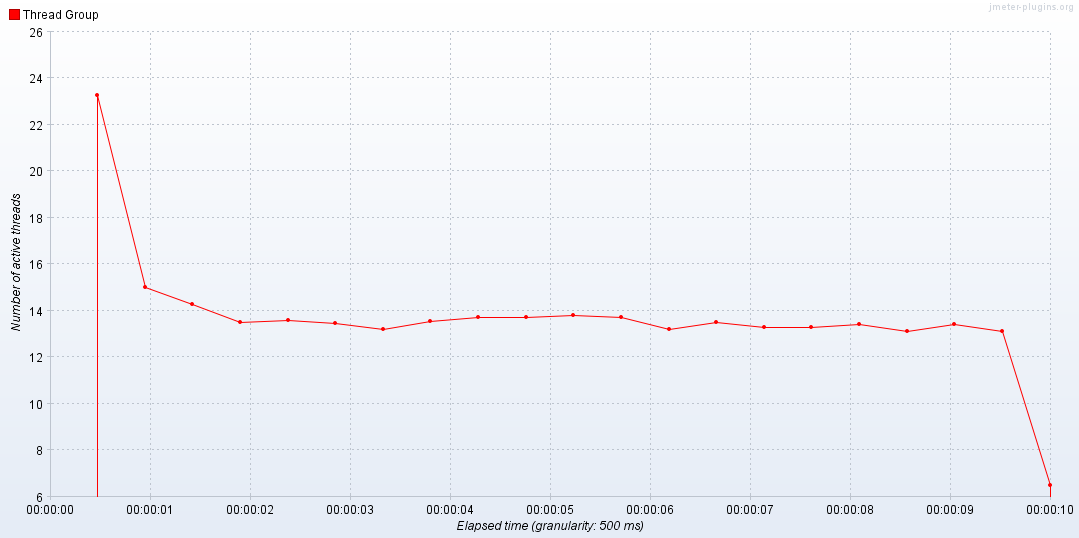 Thread Group
jmeter-plugins.org
26
24
22
20
18
16
14
12
10
8
6
Number of active threads
00:00:00 00:00:01 00:00:02 00:00:03 00:00:04 00:00:05 00:00:06 00:00:07 00:00:08 00:00:09 00:00:10
Elapsed time (granularity: 500 ms)